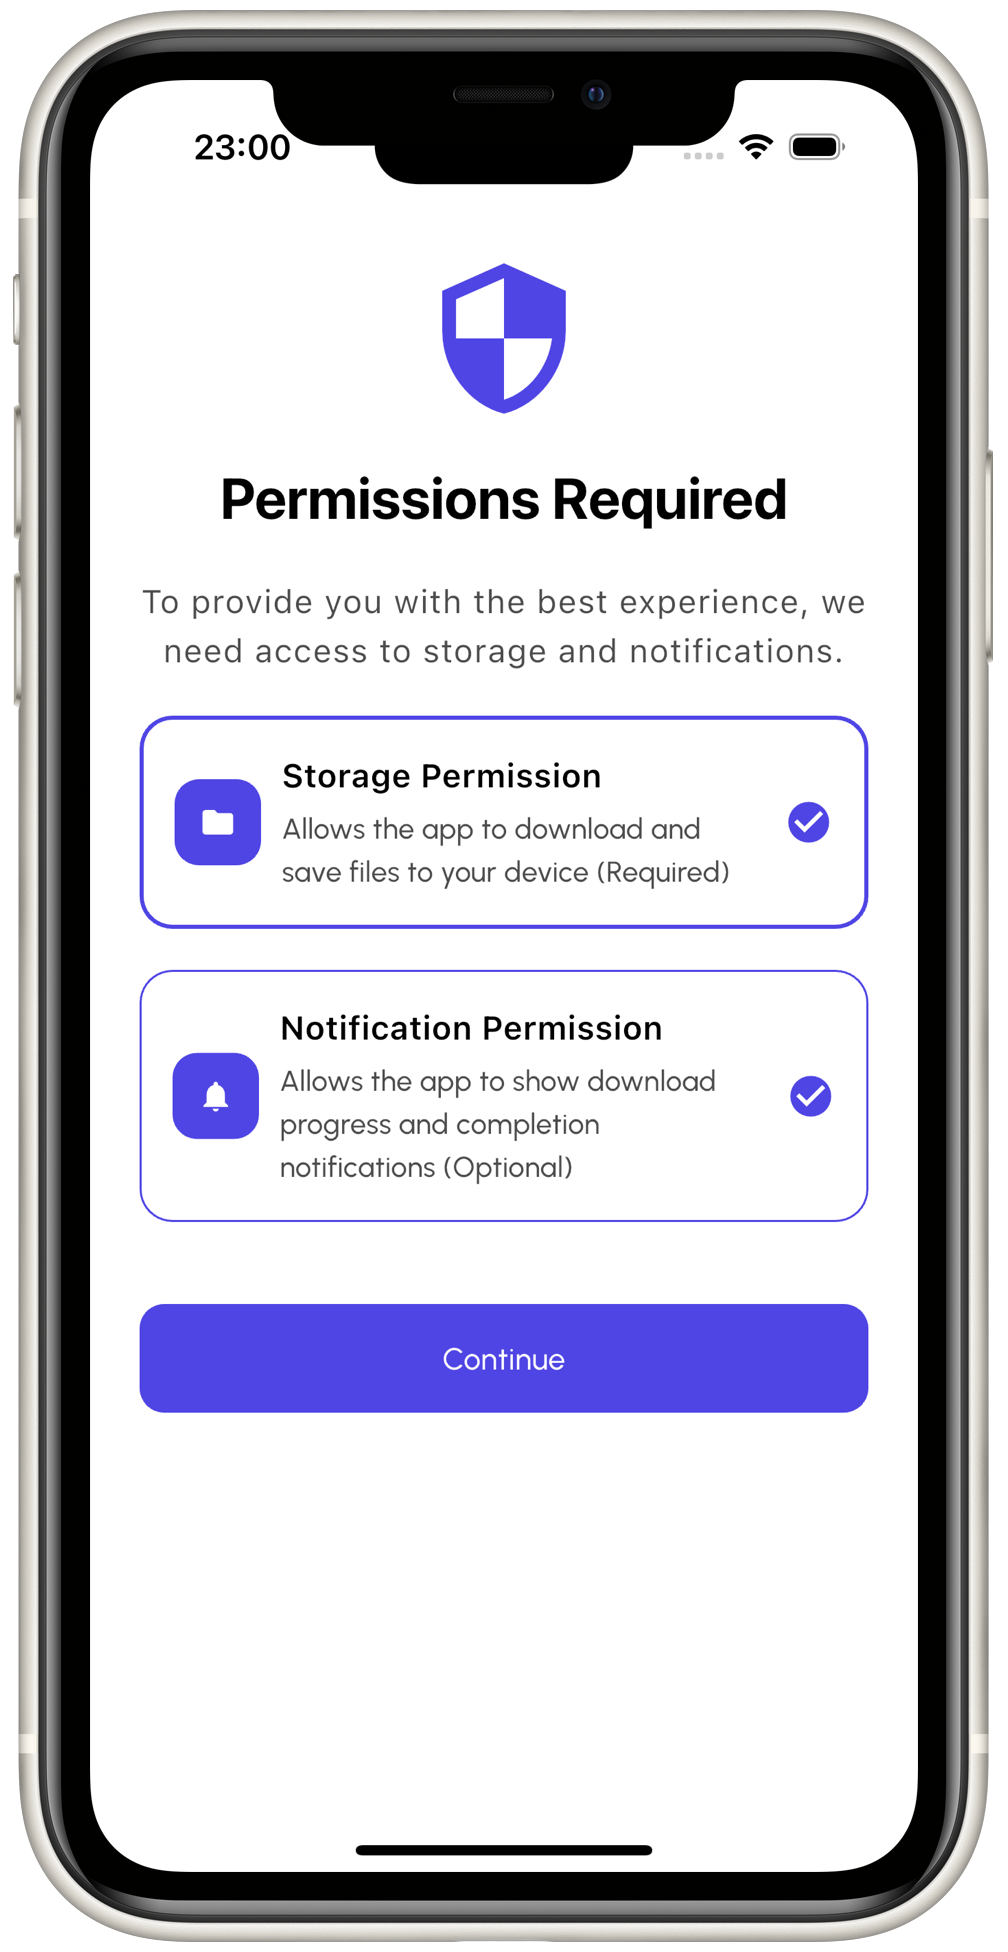 23:00
Permissions Required
To provide you with the best experience, we
need access to storage and notifications.
Storage Permission
Allows the app to download and
save files to your device (Required)
Notification Permission
Allows the app to show download
progress and completion
notifications (Optional)
Continue